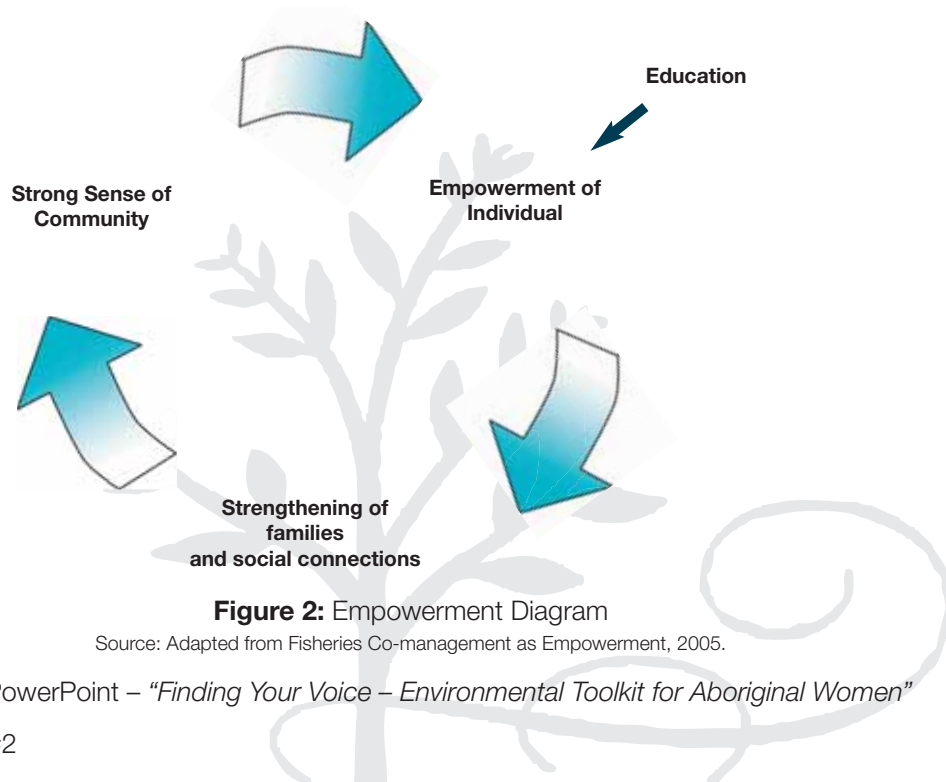 Education
Strong Sense of
Community
Empowerment of
Individual
Strengthening of
families
and social connections
Figure 2: Empowerment Diagram
Source: Adapted from Fisheries Co-management as Empowerment, 2005.
PowerPoint – “Finding Your Voice – Environmental Toolkit for Aboriginal Women”
2